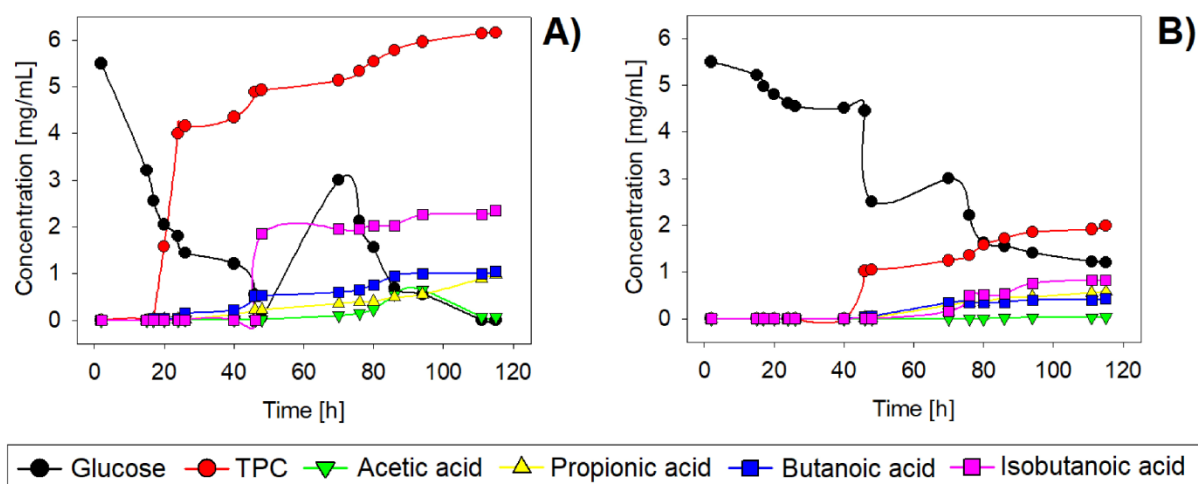 A)
Concentration [mg/mL]
6
5
4
3
2
1
0
0 20 40 60 80 100 120
Time [h]
B)
Concentration [mg/mL]
6
5
4
3
2
1
0
0 20 40 60 80 100 120
Time [h]
Glucose TPC Acetic acid Propionic acid Butanoic acid Isobutanoic acid